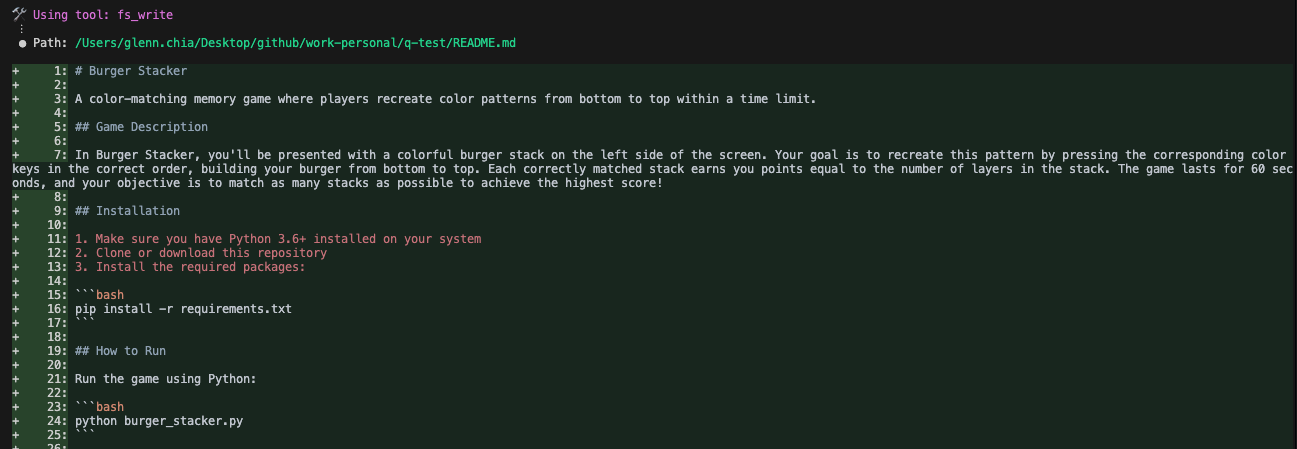 🛠️ Using tool: fs_write
⋮
● Path: /Users/glenn.chia/Desktop/github/work-personal/q-test/README.md
+ 1: # Burger Stacker
+ 2:
+ 3: A color-matching memory game where players recreate color patterns from bottom to top within a time limit.
+ 4:
+ 5: ## Game Description
+ 6:
+ 7: In Burger Stacker, you'll be presented with a colorful burger stack on the left side of the screen. Your goal is to recreate this pattern by pressing the corresponding color
keys in the correct order, building your burger from bottom to top. Each correctly matched stack earns you points equal to the number of layers in the stack. The game lasts for 60 sec
onds, and your objective is to match as many stacks as possible to achieve the highest score!
+ 8:
+ 9: ## Installation
+ 10:
+ 11: 1. Make sure you have Python 3.6+ installed on your system
+ 12: 2. Clone or download this repository
+ 13: 3. Install the required packages:
+ 14:
+ 15: ```bash
+ 16: pip install -r requirements.txt
+ 17: ```
+ 18:
+ 19: ## How to Run
+ 20:
+ 21: Run the game using Python:
+ 22:
+ 23: ```bash
+ 24: python burger_stacker.py
+ 25: ```
+ 26: